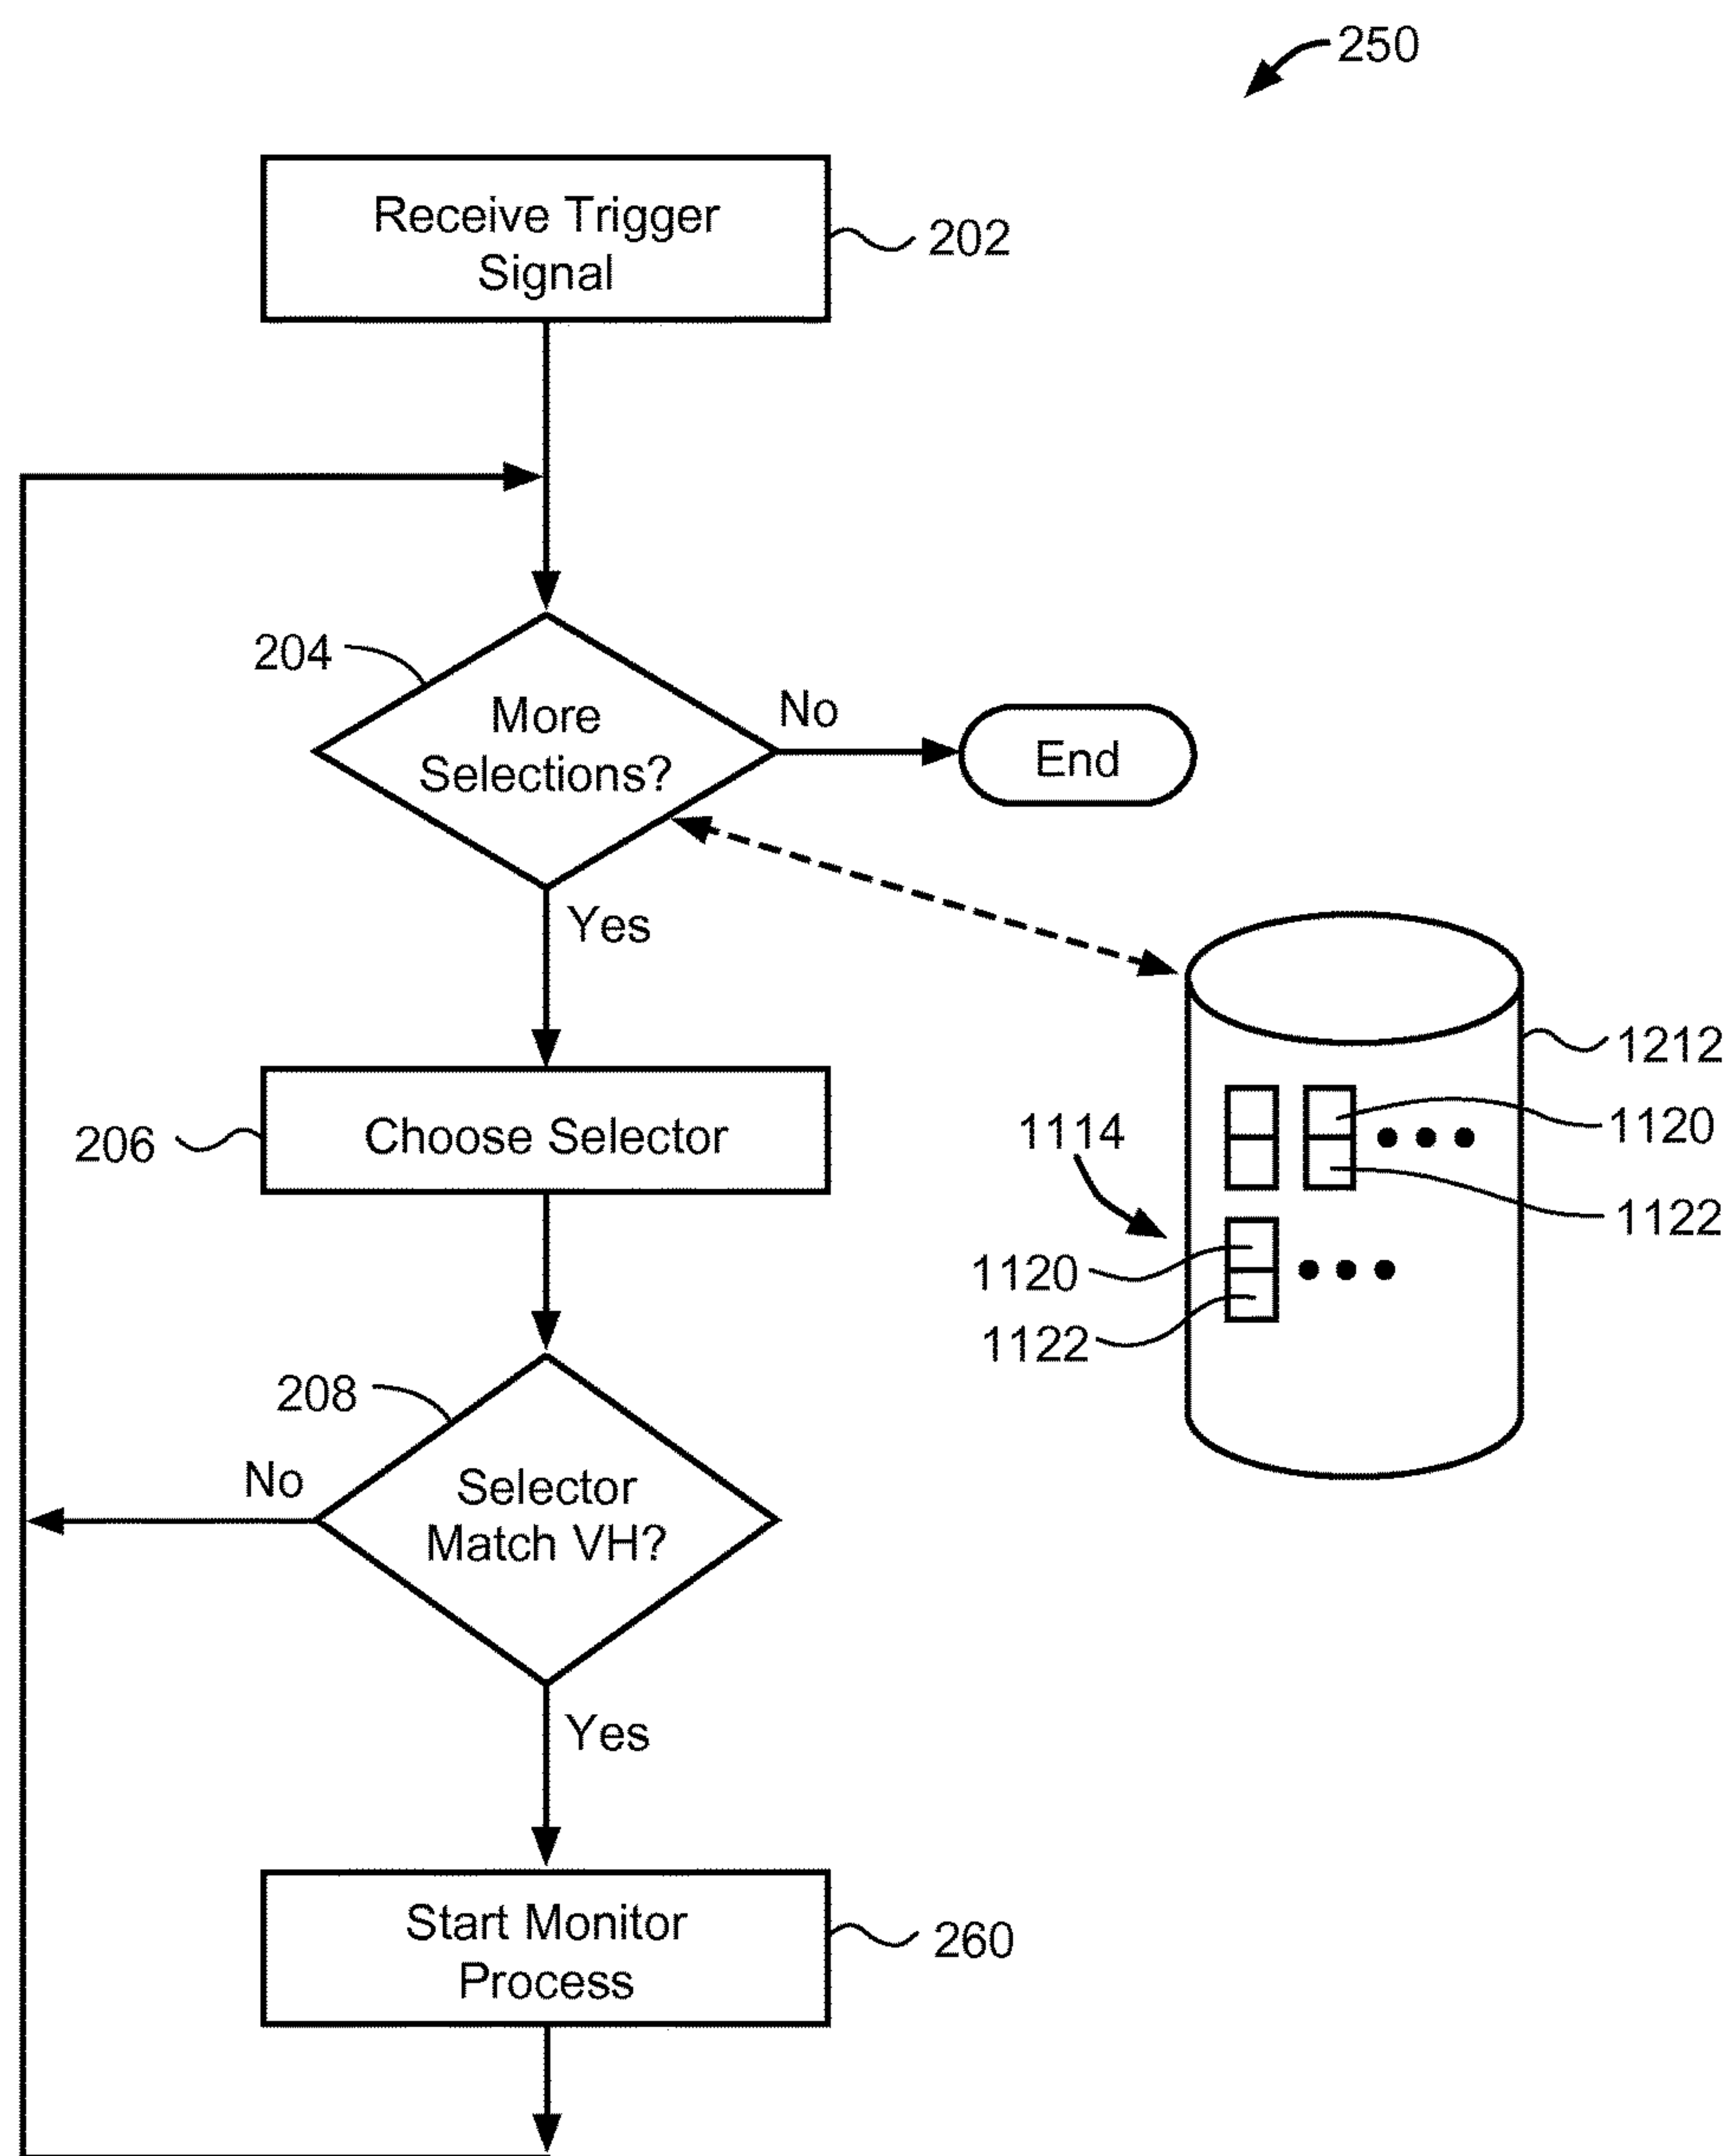 250
Receive Trigger
Signal
202
204
More
Selections?
No
End
Yes
1212
206
Choose Selector
1114
1120
1122
1120
1122
208
No
Selector
Match VH?
Yes
Start Monitor
Process
260